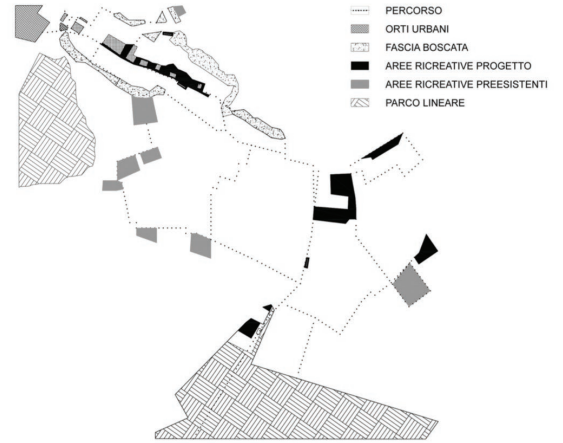 PERCORSO
ORTI URBANI
FASCIA BOSCATA
AREE RICREATIVE PROGETTO
AREE RICREATIVE PREESISTENTI
PARCO LINEARE